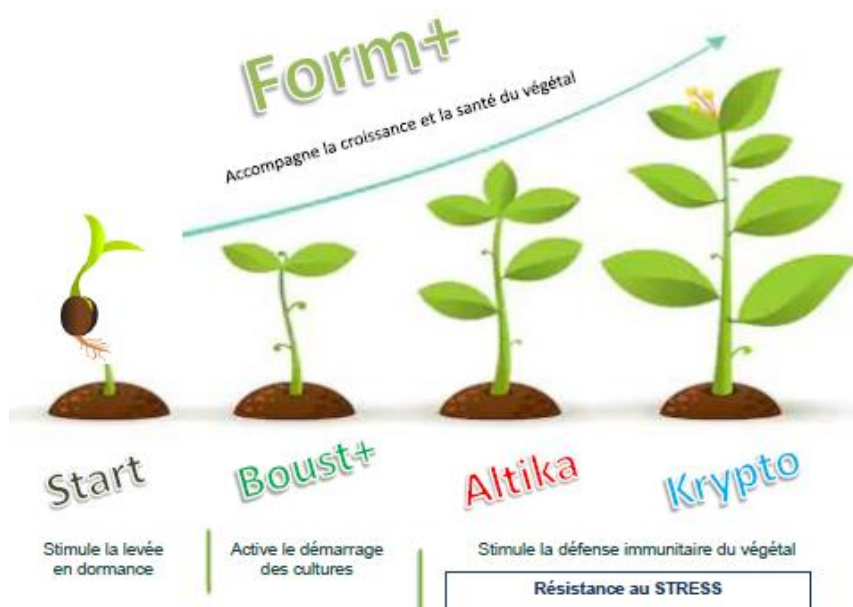 Form+
Accompagne la croissance et la santé du végétal
Start
Boust+
Altika
Krypto
Stimule la levée
en dormance
Active le démarrage
des cultures
Stimule la défense immunitaire du végétal
Résistance au STRESS